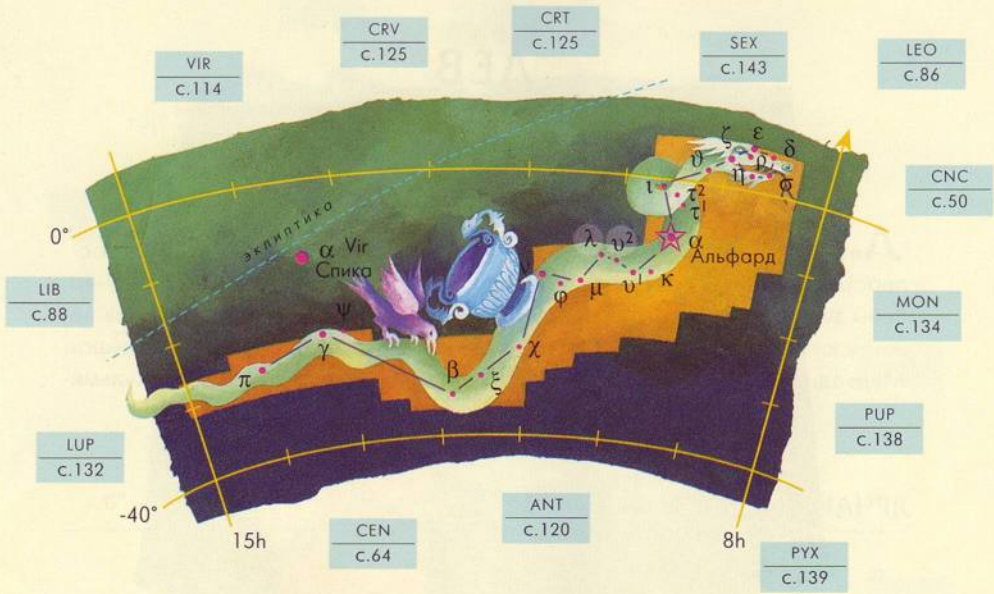 CRV
с.125
CRT
с.125
VIR
с.114
SEX
с.143
LEO
с.86
CNC
с.50
0°
эклиптика
α Vir
Спика
ζ
ε
δ
ϑ
η
ρ
σ
ι
τ²
τ¹
α
Альфард
λ
υ²
ν
φ
μ
υ¹
κ
LIB
с.88
MON
с.134
ψ
γ
π
β
ξ
χ
LUP
с.132
PUP
с.138
-40°
15h
CEN
с.64
ANT
с.120
8h
PYX
с.139